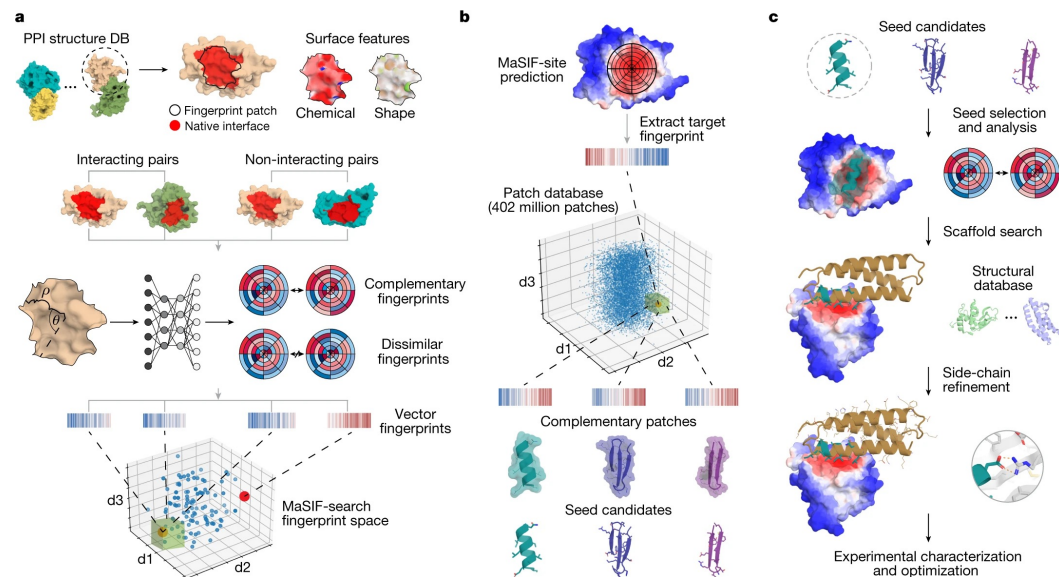 a
PPI structure DB
...
Fingerprint patch
Native interface
Surface features
Chemical
Shape
Interacting pairs
Non-interacting pairs
ρ
θ
Complementary
fingerprints
Dissimilar
fingerprints
Vector
fingerprints
d3
d1
d2
MaSIF-search
fingerprint space
b
MaSIF-site
prediction
Extract target
fingerprint
Patch database
(402 million patches)
d3
d1
d2
Complementary patches
Seed candidates
c
Seed candidates
Seed selection
and analysis
Scaffold search
Structural
database
...
Side-chain
refinement
Experimental characterization
and optimization